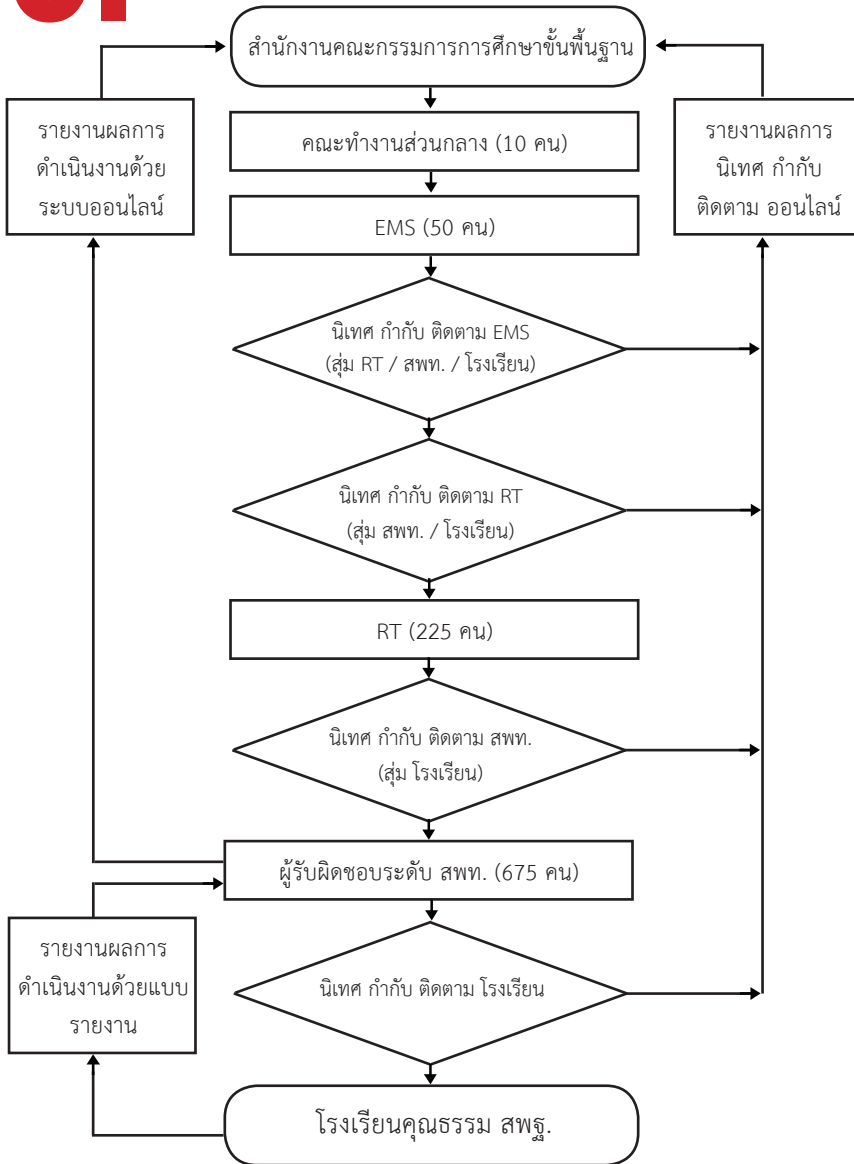 สำนักงานคณะกรรมการการศึกษาขั้นพื้นฐาน
รายงานผลการ
ดำเนินงานด้วย
ระบบออนไลน์
คณะทำงานส่วนกลาง (10 คน)
รายงานผลการ
นิเทศ กำกับ
ติดตาม ออนไลน์
EMS (50 คน)
นิเทศ กำกับ ติดตาม EMS
(สุ่ม RT / สพท. / โรงเรียน)
นิเทศ กำกับ ติดตาม RT
(สุ่ม สพท. / โรงเรียน)
RT (225 คน)
นิเทศ กำกับ ติดตาม สพท.
(สุ่ม โรงเรียน)
ผู้รับผิดชอบระดับ สพท. (675 คน)
รายงานผลการ
ดำเนินงานด้วยแบบ
รายงาน
นิเทศ กำกับ ติดตาม โรงเรียน
โรงเรียนคุณธรรม สพฐ.